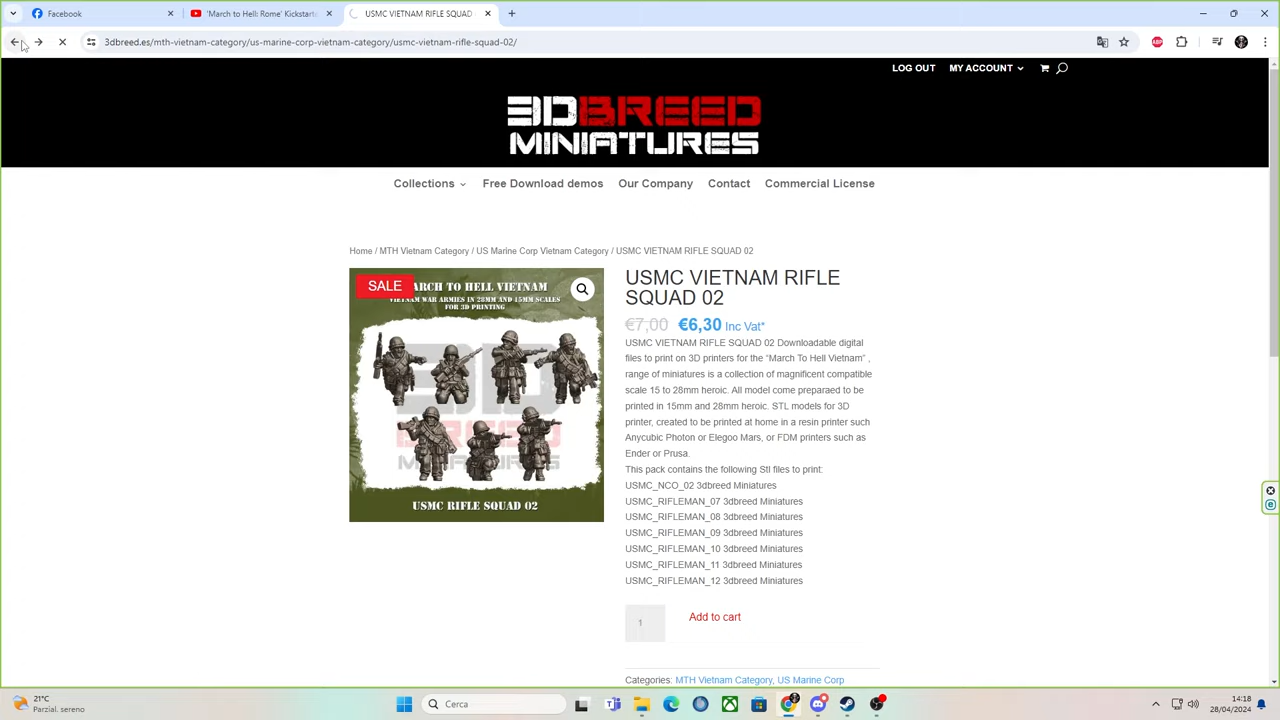 Facebook
'March to Hell: Rome' Kickstarte
USMC VIETNAM RIFLE SQUAD
3dbreed.es/mth-vietnam-category/us-marine-corp-vietnam-category/usmc-vietnam-rifle-squad-02/
LOG OUT MY ACCOUNT
3DBREED
MINIATURES
Collections Free Download demos Our Company Contact Commercial License
Home / MTH Vietnam Category / US Marine Corp Vietnam Category / USMC VIETNAM RIFLE SQUAD 02
SALE
MARCH TO HELL VIETNAM
VIETNAM WAR ARMIES IN 28MM AND 15MM SCALES
FOR 3D PRINTING
3D
BREED
MINIATURES
USMC RIFLE SQUAD 02
USMC VIETNAM RIFLE
SQUAD 02
€7,00 €6,30 Inc Vat*
USMC VIETNAM RIFLE SQUAD 02 Downloadable digital
files to print on 3D printers for the “March To Hell Vietnam” ,
range of miniatures is a collection of magnificent compatible
scale 15 to 28mm heroic. All model come preparaed to be
printed in 15mm and 28mm heroic. STL models for 3D
printer, created to be printed at home in a resin printer such
Anycubic Photon or Elegoo Mars, or FDM printers such as
Ender or Prusa.
This pack contains the following Stl files to print:
USMC_NCO_02 3dbreed Miniatures
USMC_RIFLEMAN_07 3dbreed Miniatures
USMC_RIFLEMAN_08 3dbreed Miniatures
USMC_RIFLEMAN_09 3dbreed Miniatures
USMC_RIFLEMAN_10 3dbreed Miniatures
USMC_RIFLEMAN_11 3dbreed Miniatures
USMC_RIFLEMAN_12 3dbreed Miniatures
1 Add to cart
Categories: MTH Vietnam Category, US Marine Corp
21°C
Parzial. sereno
Cerca
14:18
28/04/2024